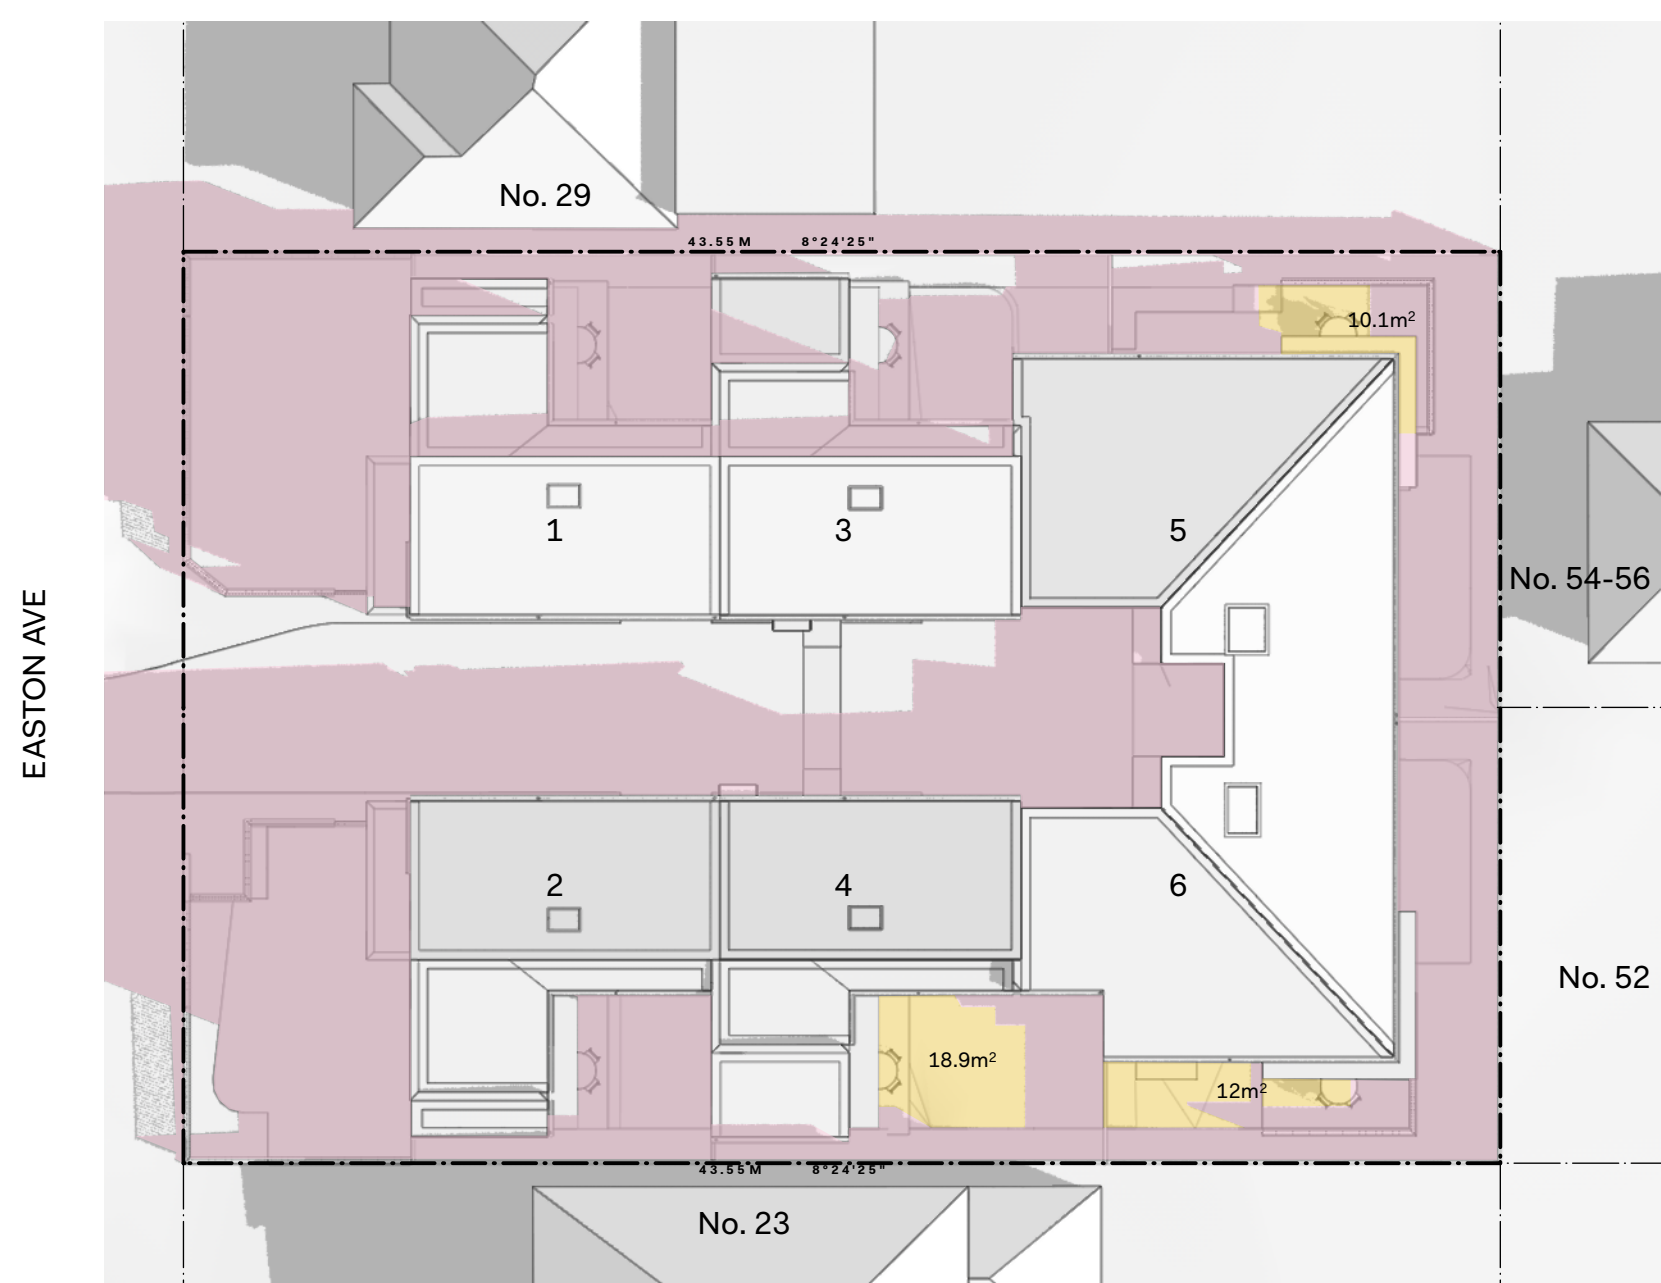 No. 29
43.55 M 8°24'25"
10.1m²
1
3
5
No. 54-56
EASTON AVE
2
4
6
No. 52
18.9m²
12m²
43.55 M 8°24'25"
No. 23